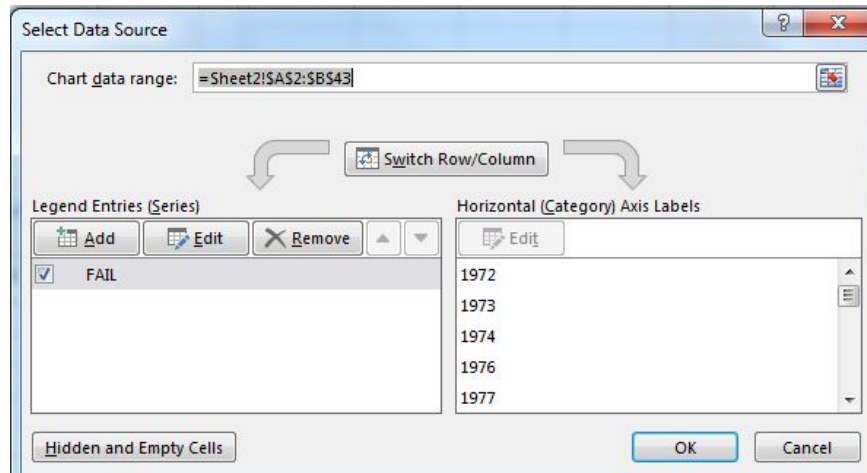 Select Data Source
Chart data range: =Sheet2!$A$2:$B$43
Switch Row/Column
Legend Entries (Series)
Add Edit Remove
FAIL
Horizontal (Category) Axis Labels
Edit
1972
1973
1974
1976
1977
Hidden and Empty Cells
OK Cancel